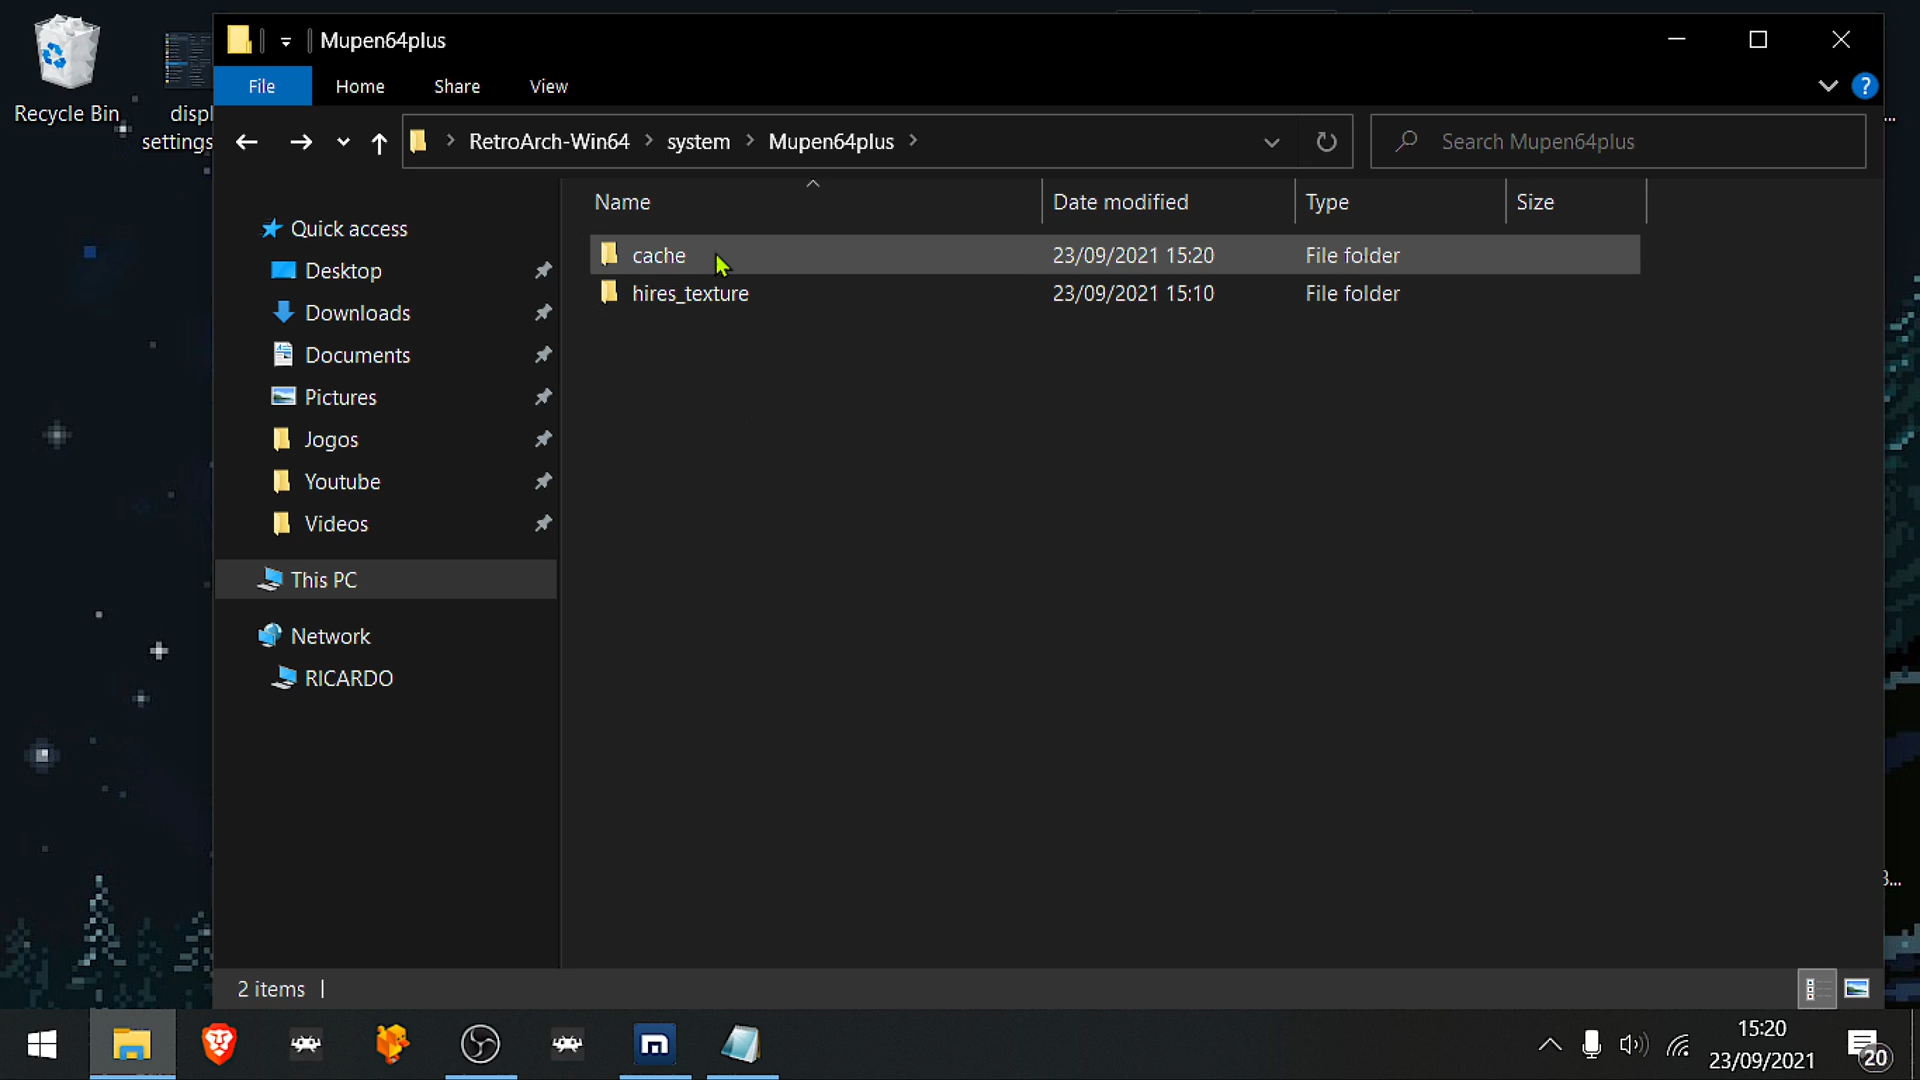 Recycle Bin
displ
settings
Mupen64plus
File
Home
Share
View
?
RetroArch-Win64
system
Mupen64plus
Search Mupen64plus
Name
Date modified
Type
Size
cache
23/09/2021 15:20
File folder
hires_texture
23/09/2021 15:10
File folder
Quick access
Desktop
Downloads
Documents
Pictures
Jogos
Youtube
Videos
This PC
Network
RICARDO
2 items
15:20
23/09/2021
20